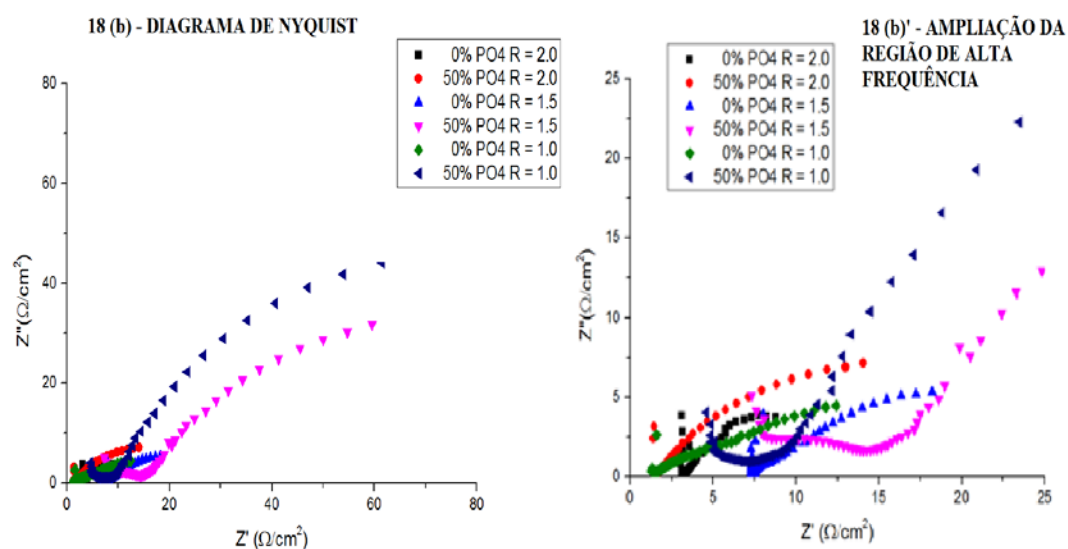 18 (b) - DIAGRAMA DE NYQUIST
0% PO4 R = 2.0
50% PO4 R = 2.0
0% PO4 R = 1.5
50% PO4 R = 1.5
0% PO4 R = 1.0
50% PO4 R = 1.0
80
60
40
20
0
Z''(Ω/cm²)
0 20 40 60 80
Z' (Ω/cm²)
18 (b)' - AMPLIAÇÃO DA
REGIÃO DE ALTA
FREQUÊNCIA
0% PO4 R = 2.0
50% PO4 R = 2.0
0% PO4 R = 1.5
50% PO4 R = 1.5
0% PO4 R = 1.0
50% PO4 R = 1.0
25
20
15
10
5
0
Z''(Ω/cm²)
0 5 10 15 20 25
Z' (Ω/cm²)